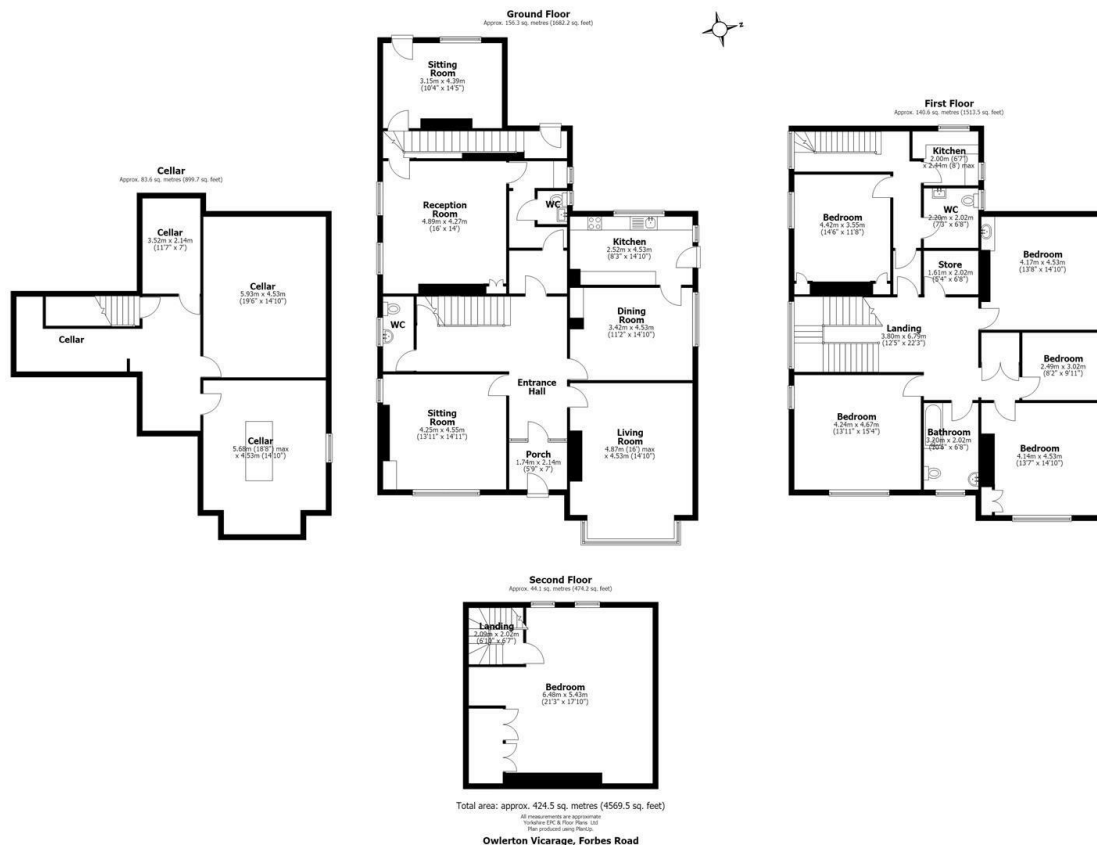 Ground Floor
Approx. 156.3 sq. metres (1682.2 sq. feet)
Z
Sitting
Room
3.15m x 4.39m
(10'4" x 14'5")
Reception
Room
4.89m x 4.27m
(16' x 14')
WC
Kitchen
2.52m x 4.53m
(8'3" x 14'10")
WC
Dining
Room
3.42m x 4.53m
(11'2" x 14'10")
Entrance
Hall
Sitting
Room
4.25m x 4.55m
(13'11" x 14'11")
Porch
1.74m x 2.14m
(5'9" x 7')
Living
Room
4.87m (16') max
x 4.53m (14'10")
Cellar
Approx. 83.6 sq. metres (899.7 sq. feet)
Cellar
3.52m x 2.14m
(11'7" x 7')
Cellar
5.93m x 4.53m
(19'6" x 14'10")
Cellar
Cellar
5.68m (18'8") max
x 4.53m (14'10")
First Floor
Approx. 140.6 sq. metres (1513.5 sq. feet)
Kitchen
2.00m (6'7")
x 2.44m (8') max
Bedroom
4.42m x 3.55m
(14'6" x 11'8")
WC
2.20m x 2.02m
(7'3" x 6'8")
Bedroom
4.17m x 4.53m
(13'8" x 14'10")
Store
1.61m x 2.02m
(5'4" x 6'8")
Landing
3.80m x 6.79m
(12'5" x 22'3")
Bedroom
2.49m x 3.02m
(8'2" x 9'11")
Bedroom
4.24m x 4.67m
(13'11" x 15'4")
Bathroom
3.20m x 2.02m
(10'6" x 6'8")
Bedroom
4.14m x 4.53m
(13'7" x 14'10")
Second Floor
Approx. 44.1 sq. metres (474.2 sq. feet)
Landing
2.09m x 2.02m
(6'10" x 6'7")
Bedroom
6.48m x 5.43m
(21'3" x 17'10")
Total area: approx. 424.5 sq. metres (4569.5 sq. feet)
All measurements are approximate
Yorkshire EPC & Floor Plans Ltd
Plan produced using PlanUp.
Owlerton Vicarage, Forbes Road